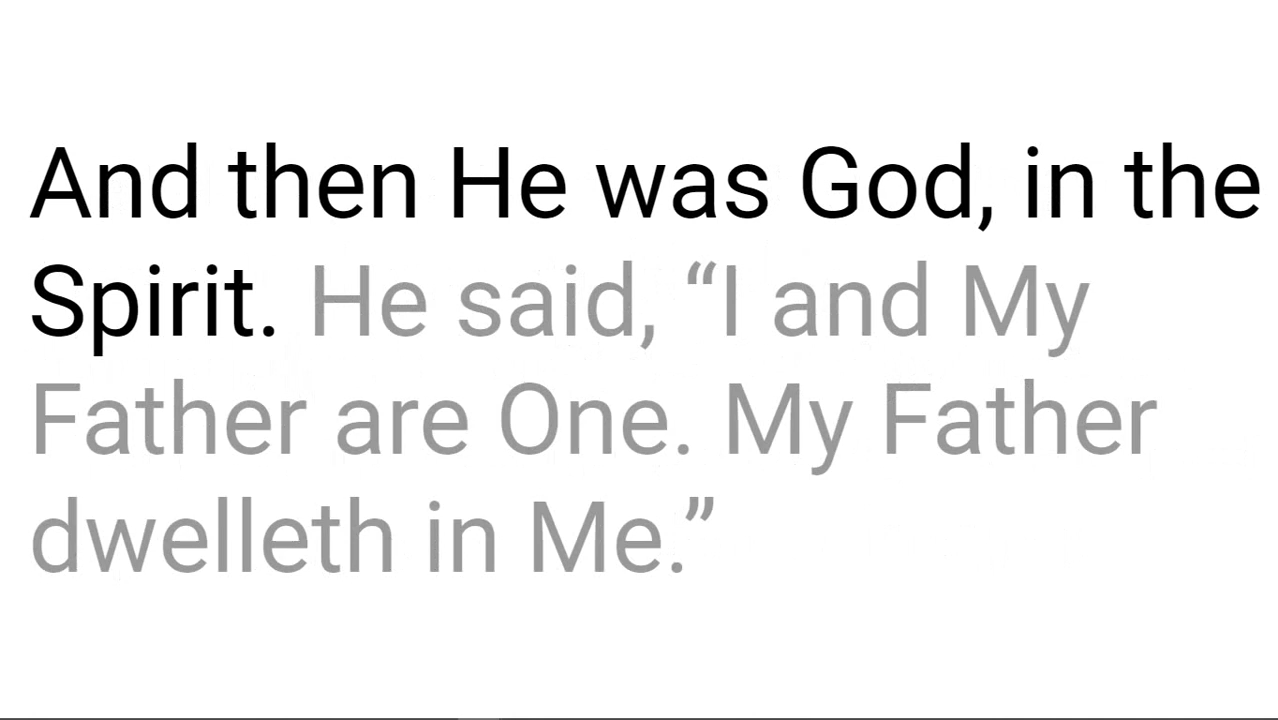 And then He was God, in the
Spirit. He said, “I and My
Father are One. My Father
dwelleth in Me.”